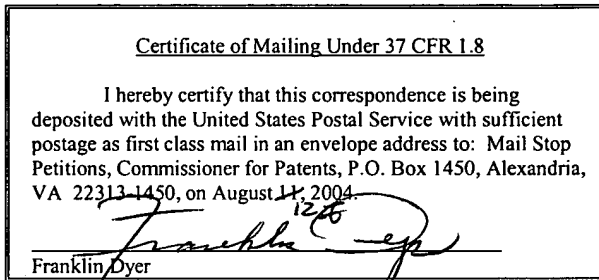 Certificate of Mailing Under 37 CFR 1.8
I hereby certify that this correspondence is being
deposited with the United States Postal Service with sufficient
postage as first class mail in an envelope address to: Mail Stop
Petitions, Commissioner for Patents, P.O. Box 1450, Alexandria,
VA 22313-1450, on August 11, 2004.
Franklin Dyer
Franklin Dyer